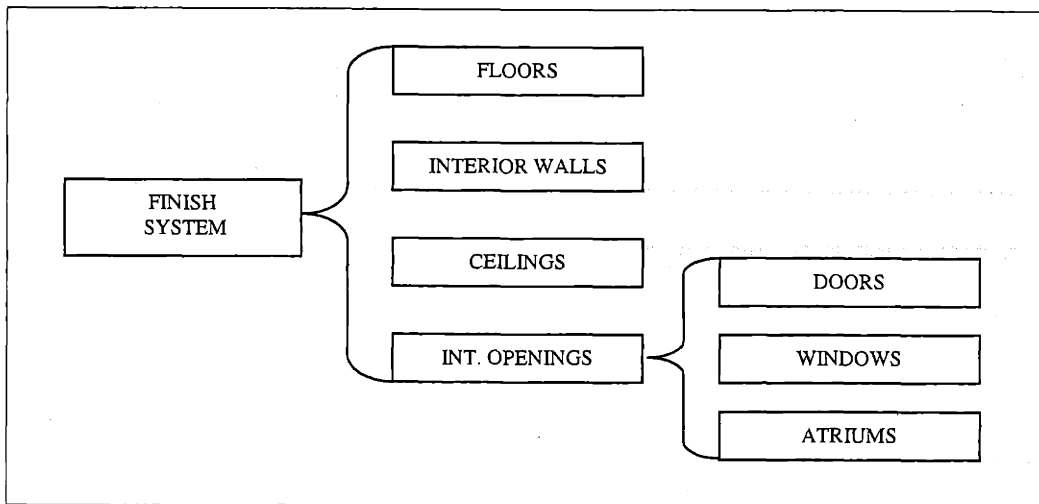 FLOORS
INTERIOR WALLS
FINISH
SYSTEM
CEILINGS
DOORS
INT. OPENINGS
WINDOWS
ATRIUMS